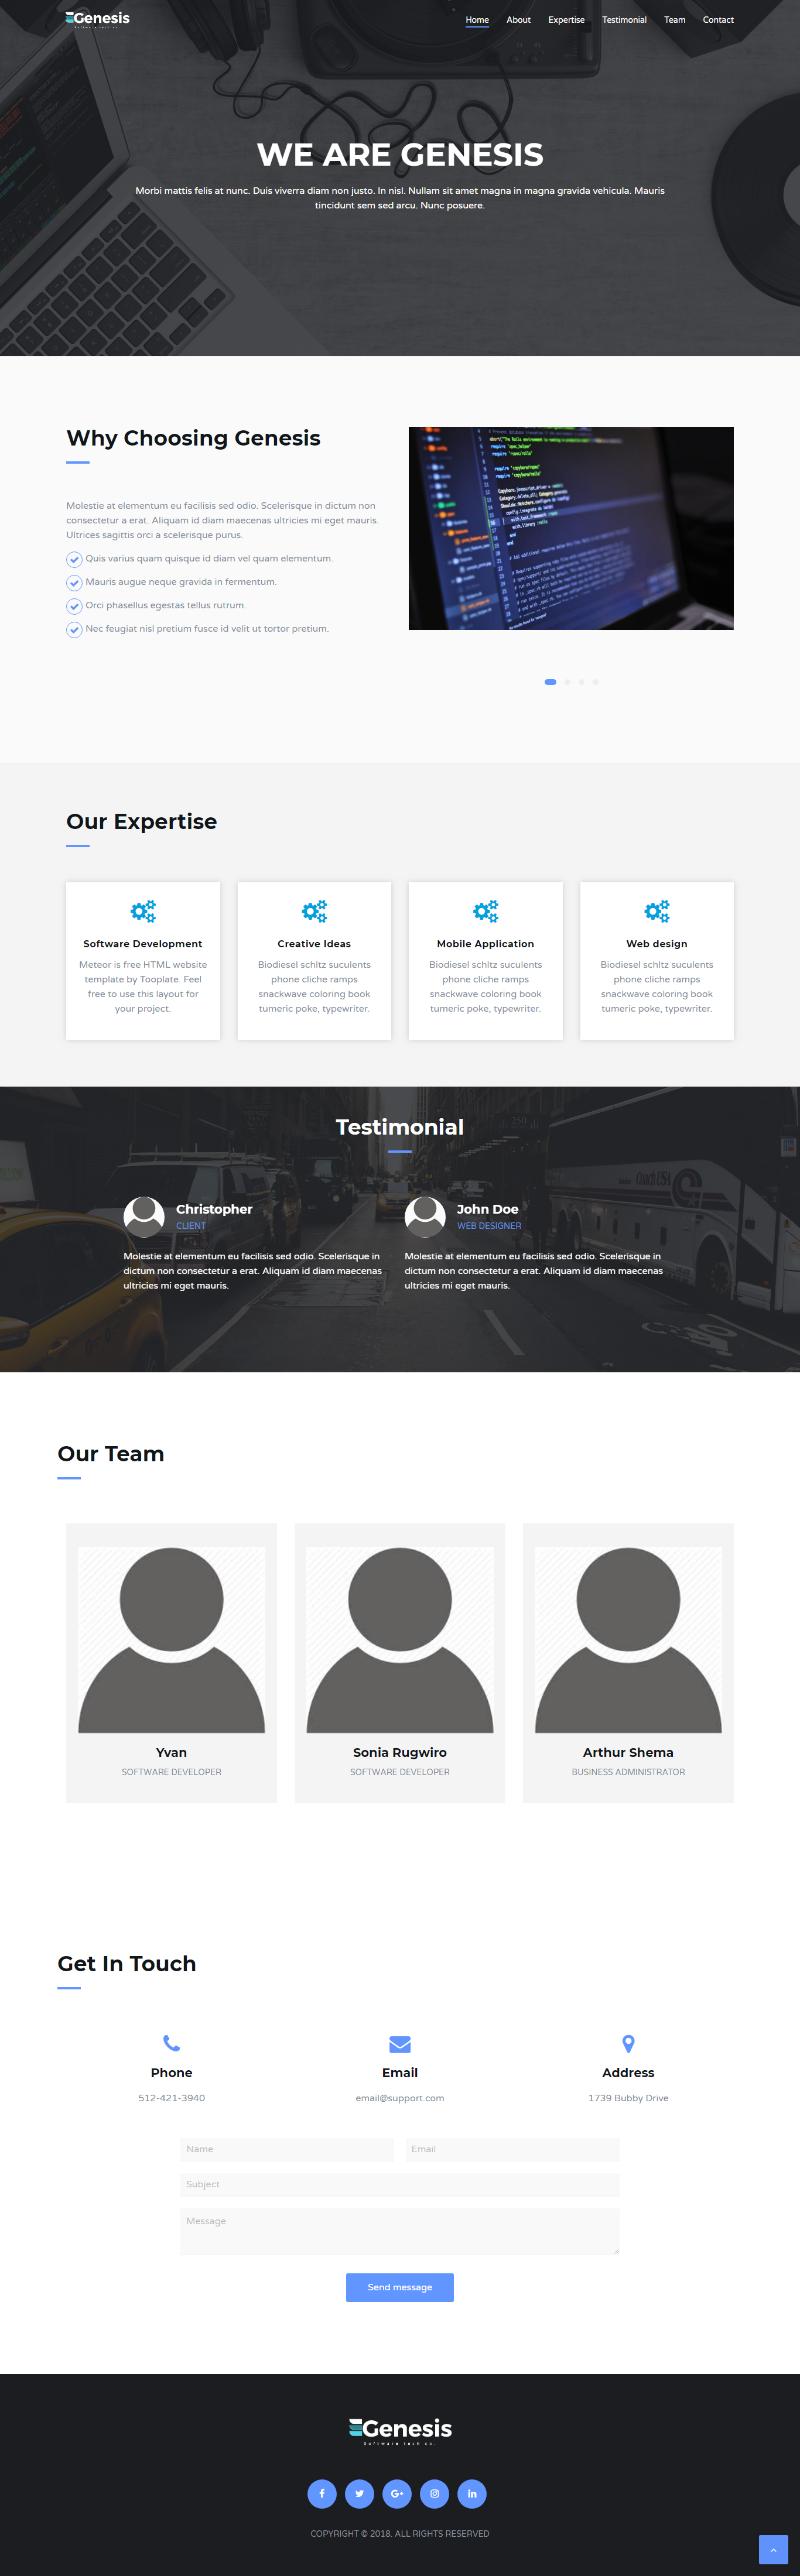 Genesis
Software tech co.
Home
About
Expertise
Testimonial
Team
Contact
WE ARE GENESIS
Morbi mattis felis at nunc. Duis viverra diam non justo. In nisl. Nullam sit amet magna in magna gravida vehicula. Mauris
tincidunt sem sed arcu. Nunc posuere.
Why Choosing Genesis
Molestie at elementum eu facilisis sed odio. Scelerisque in dictum non
consectetur a erat. Aliquam id diam maecenas ultricies mi eget mauris.
Ultrices sagittis orci a scelerisque purus.
Quis varius quam quisque id diam vel quam elementum.
Mauris augue neque gravida in fermentum.
Orci phasellus egestas tellus rutrum.
Nec feugiat nisl pretium fusce id velit ut tortor pretium.
Our Expertise
Software Development
Meteor is free HTML website
template by Tooplate. Feel
free to use this layout for
your project.
Creative Ideas
Biodiesel schltz suculents
phone cliche ramps
snackwave coloring book
tumeric poke, typewriter.
Mobile Application
Biodiesel schltz suculents
phone cliche ramps
snackwave coloring book
tumeric poke, typewriter.
Web design
Biodiesel schltz suculents
phone cliche ramps
snackwave coloring book
tumeric poke, typewriter.
Testimonial
Christopher
CLIENT
Molestie at elementum eu facilisis sed odio. Scelerisque in
dictum non consectetur a erat. Aliquam id diam maecenas
ultricies mi eget mauris.
John Doe
WEB DESIGNER
Molestie at elementum eu facilisis sed odio. Scelerisque in
dictum non consectetur a erat. Aliquam id diam maecenas
ultricies mi eget mauris.
Our Team
Yvan
SOFTWARE DEVELOPER
Sonia Rugwiro
SOFTWARE DEVELOPER
Arthur Shema
BUSINESS ADMINISTRATOR
Get In Touch
Phone
512-421-3940
Email
email@support.com
Address
1739 Bubby Drive
Name
Email
Subject
Message
Send message
Genesis
Software tech co.
COPYRIGHT © 2018. ALL RIGHTS RESERVED